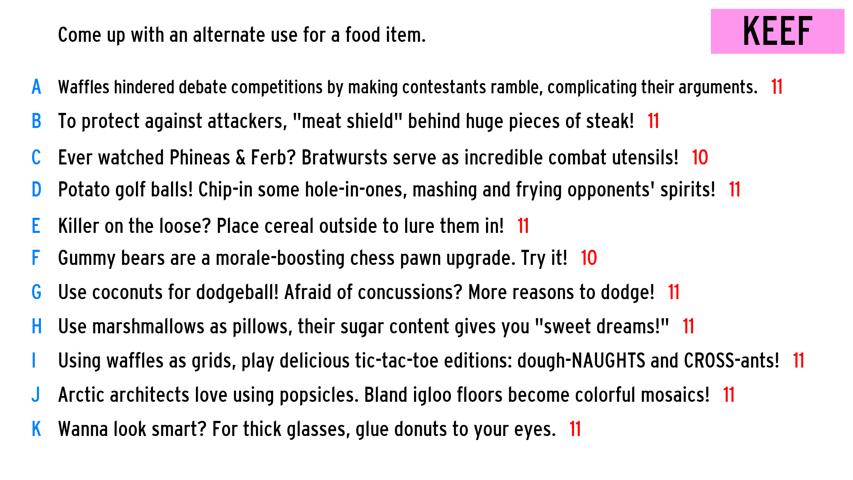 Come up with an alternate use for a food item.
KEEF
A Waffles hindered debate competitions by making contestants ramble, complicating their arguments. 11
B To protect against attackers, "meat shield" behind huge pieces of steak! 11
C Ever watched Phineas & Ferb? Bratwursts serve as incredible combat utensils! 10
D Potato golf balls! Chip-in some hole-in-ones, mashing and frying opponents' spirits! 11
E Killer on the loose? Place cereal outside to lure them in! 11
F Gummy bears are a morale-boosting chess pawn upgrade. Try it! 10
G Use coconuts for dodgeball! Afraid of concussions? More reasons to dodge! 11
H Use marshmallows as pillows, their sugar content gives you "sweet dreams!" 11
I Using waffles as grids, play delicious tic-tac-toe editions: dough-NAUGHTS and CROSS-ants! 11
J Arctic architects love using popsicles. Bland igloo floors become colorful mosaics! 11
K Wanna look smart? For thick glasses, glue donuts to your eyes. 11